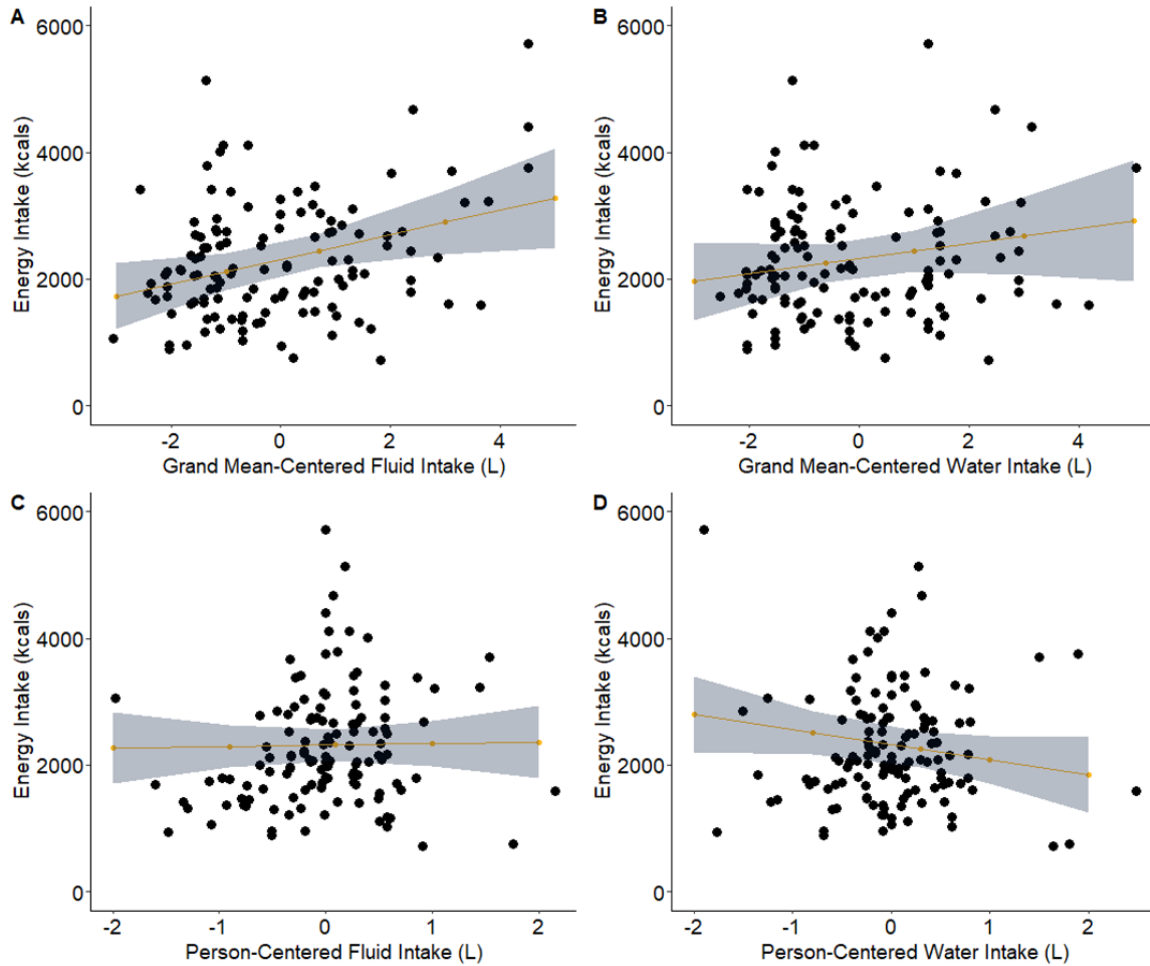 A
B
6000
4000
2000
0
Energy Intake (kcals)
-2
0
2
4
Grand Mean-Centered Fluid Intake (L)
6000
4000
2000
0
Energy Intake (kcals)
-2
0
2
4
Grand Mean-Centered Water Intake (L)
C
D
6000
4000
2000
0
Energy Intake (kcals)
-2
-1
0
1
2
Person-Centered Fluid Intake (L)
6000
4000
2000
0
Energy Intake (kcals)
-2
-1
0
1
2
Person-Centered Water Intake (L)